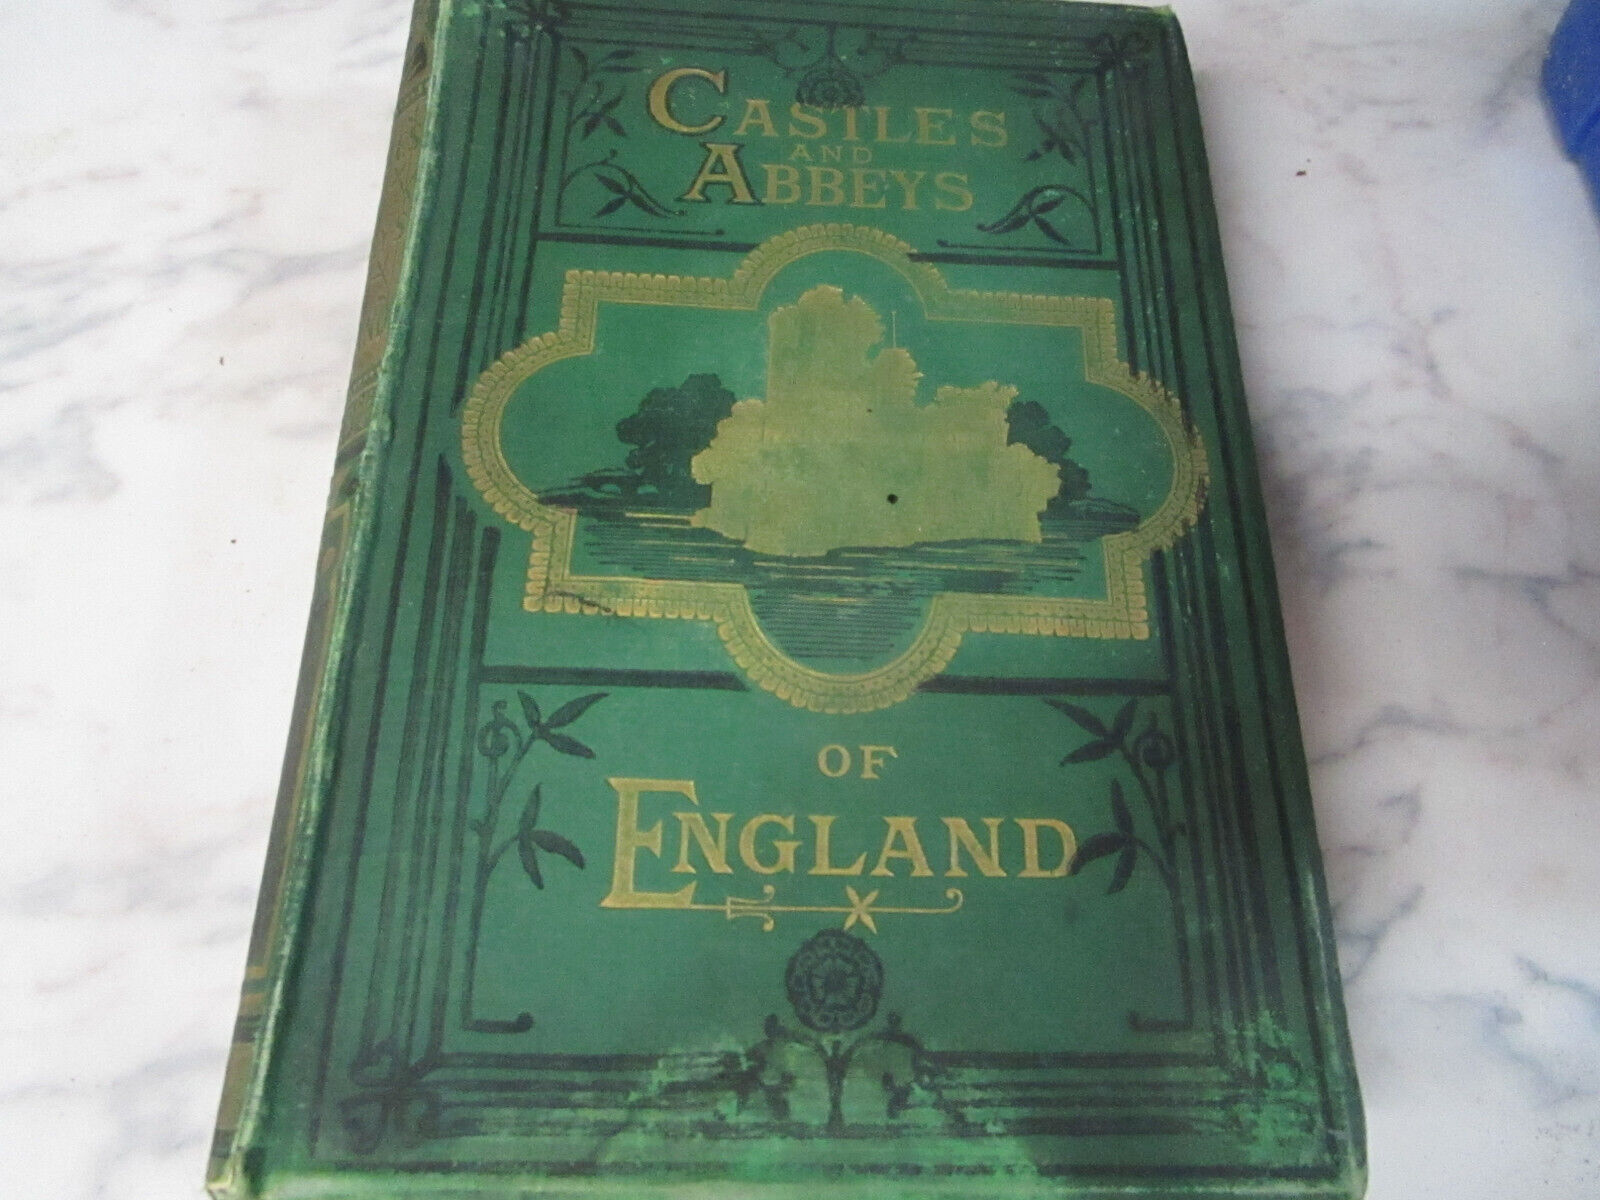 CASTLES
AND
ABBEYS
OF
ENGLAND